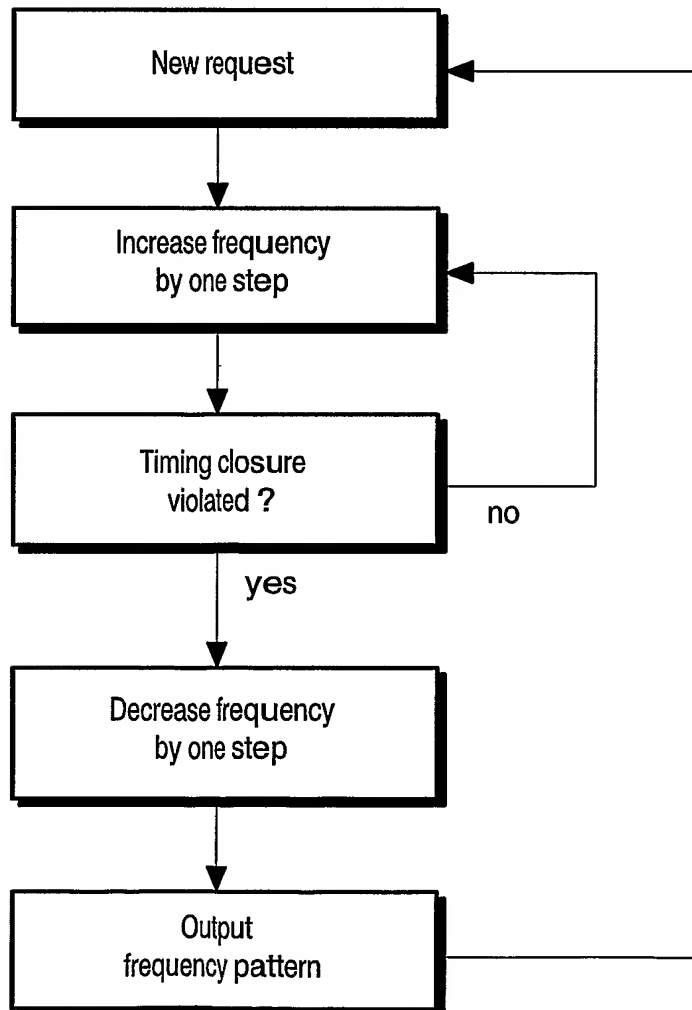 New request
Increase frequency
by one step
Timing closure
violated ?
no
yes
Decrease frequency
by one step
Output
frequency pattern